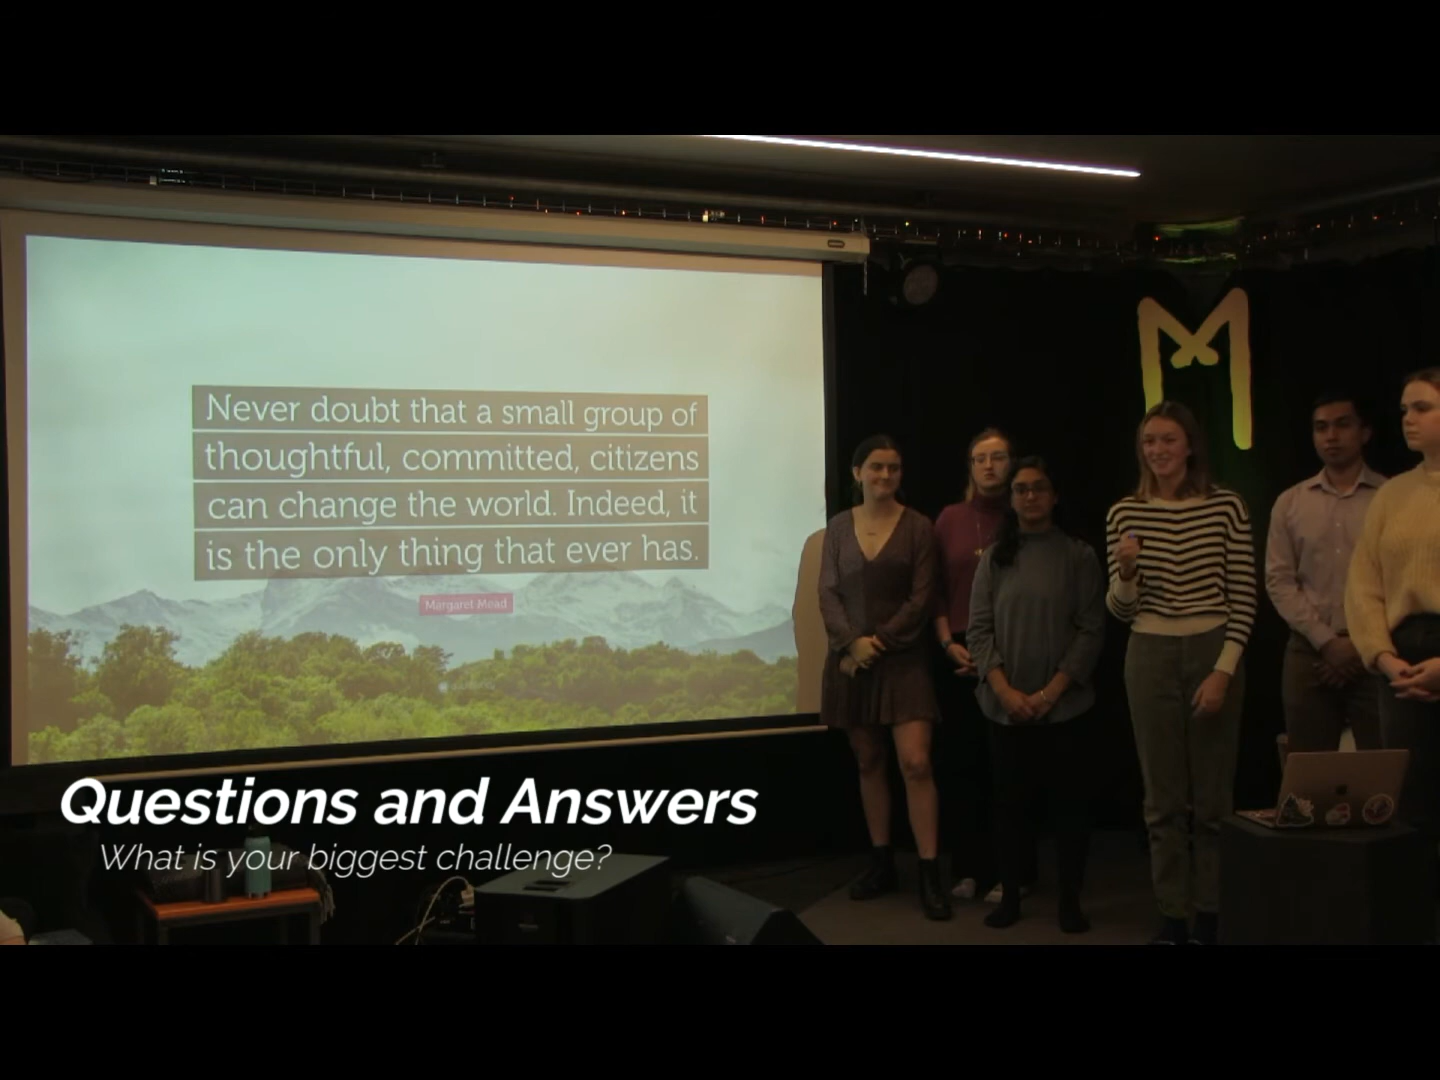 Never doubt that a small group of
thoughtful, committed, citizens
can change the world. Indeed, it
is the only thing that ever has.
Margaret Mead
Questions and Answers
What is your biggest challenge?